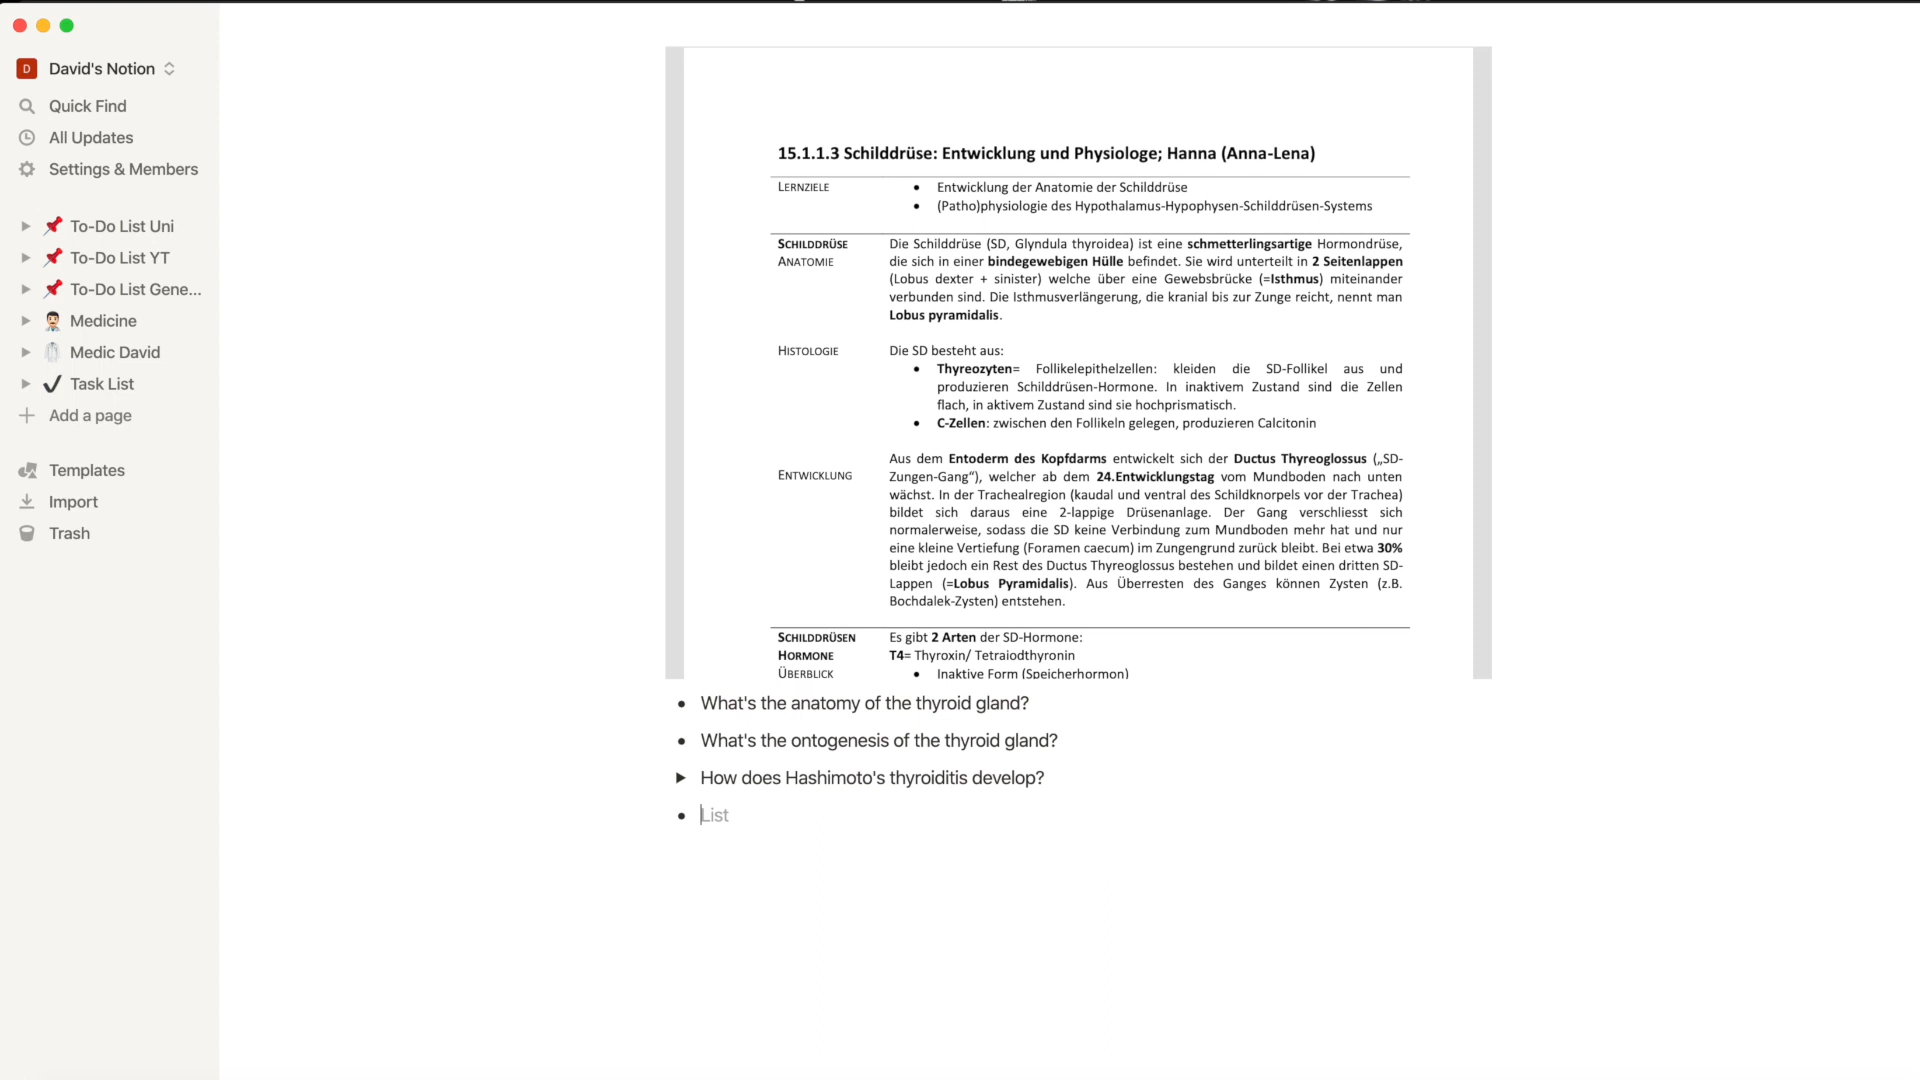 D
David's Notion
Quick Find
All Updates
Settings & Members
To-Do List Uni
To-Do List YT
To-Do List Gene...
Medicine
Medic David
Task List
Add a page
Templates
Import
Trash
15.1.1.3 Schilddrüse: Entwicklung und Physiologe; Hanna (Anna-Lena)
LERNZIELE
• Entwicklung der Anatomie der Schilddrüse
• (Patho)physiologie des Hypothalamus-Hypophysen-Schilddrüsen-Systems
SCHILDDRÜSE
ANATOMIE
Die Schilddrüse (SD, Glyndula thyroidea) ist eine schmetterlingsartige Hormondrüse,
die sich in einer bindegewebigen Hülle befindet. Sie wird unterteilt in 2 Seitenlappen
(Lobus dexter + sinister) welche über eine Gewebsbrücke (=Isthmus) miteinander
verbunden sind. Die Isthmusverlängerung, die kranial bis zur Zunge reicht, nennt man
Lobus pyramidalis.
HISTOLOGIE
Die SD besteht aus:
• Thyreozyten= Follikelepithelzellen: kleiden die SD-Follikel aus und
produzieren Schilddrüsen-Hormone. In inaktivem Zustand sind die Zellen
flach, in aktivem Zustand sind sie hochprismatisch.
• C-Zellen: zwischen den Follikeln gelegen, produzieren Calcitonin
ENTWICKLUNG
Aus dem Entoderm des Kopfdarms entwickelt sich der Ductus Thyreoglossus („SD-
Zungen-Gang“), welcher ab dem 24.Entwicklungstag vom Mundboden nach unten
wächst. In der Trachealregion (kaudal und ventral des Schildknorpels vor der Trachea)
bildet sich daraus eine 2-lappige Drüsenanlage. Der Gang verschliesst sich
normalerweise, sodass die SD keine Verbindung zum Mundboden mehr hat und nur
eine kleine Vertiefung (Foramen caecum) im Zungengrund zurück bleibt. Bei etwa 30%
bleibt jedoch ein Rest des Ductus Thyreoglossus bestehen und bildet einen dritten SD-
Lappen (=Lobus Pyramidalis). Aus Überresten des Ganges können Zysten (z.B.
Bochdalek-Zysten) entstehen.
SCHILDDRÜSEN
HORMONE
ÜBERBLICK
Es gibt 2 Arten der SD-Hormone:
T4= Thyroxin/ Tetraiodthyronin
• Inaktive Form (Speicherhormon)
• What's the anatomy of the thyroid gland?
• What's the ontogenesis of the thyroid gland?
How does Hashimoto's thyroiditis develop?
• List